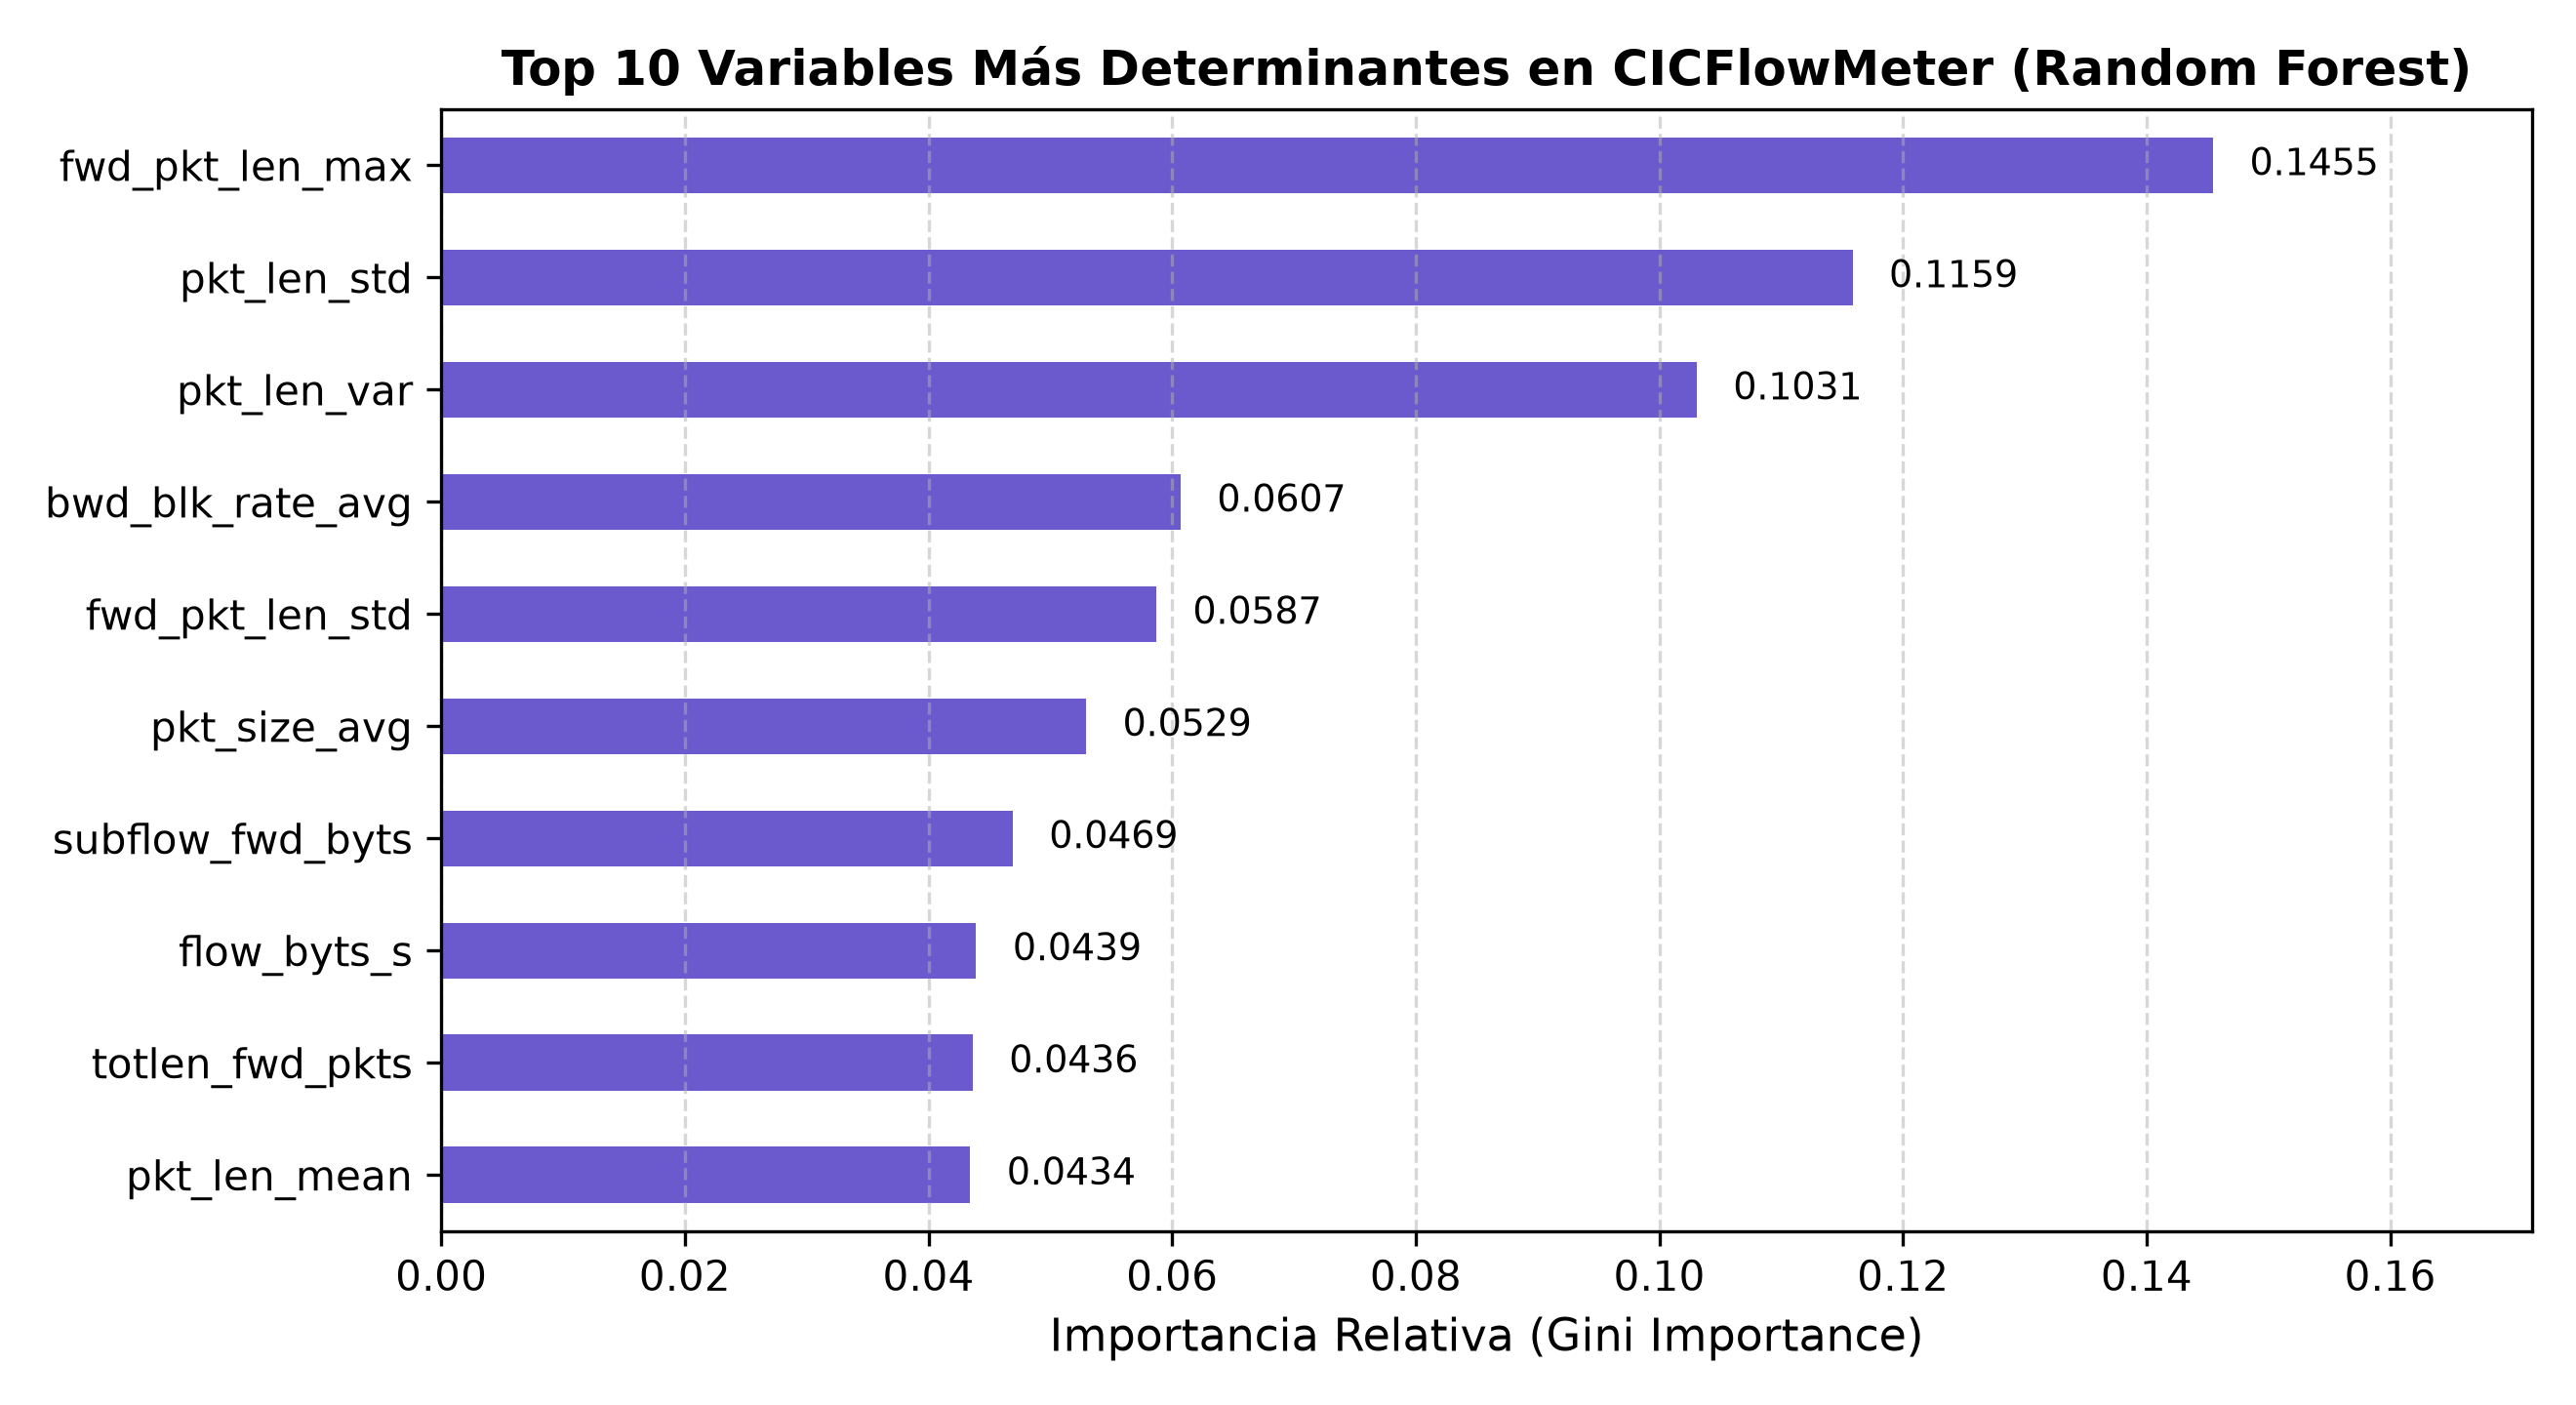 Top 10 Variables Más Determinantes en CICFlowMeter (Random Forest)
fwd_pkt_len_max 0.1455
pkt_len_std 0.1159
pkt_len_var 0.1031
bwd_blk_rate_avg 0.0607
fwd_pkt_len_std 0.0587
pkt_size_avg 0.0529
subflow_fwd_byts 0.0469
flow_byts_s 0.0439
totlen_fwd_pkts 0.0436
pkt_len_mean 0.0434
0.00 0.02 0.04 0.06 0.08 0.10 0.12 0.14 0.16
Importancia Relativa (Gini Importance)